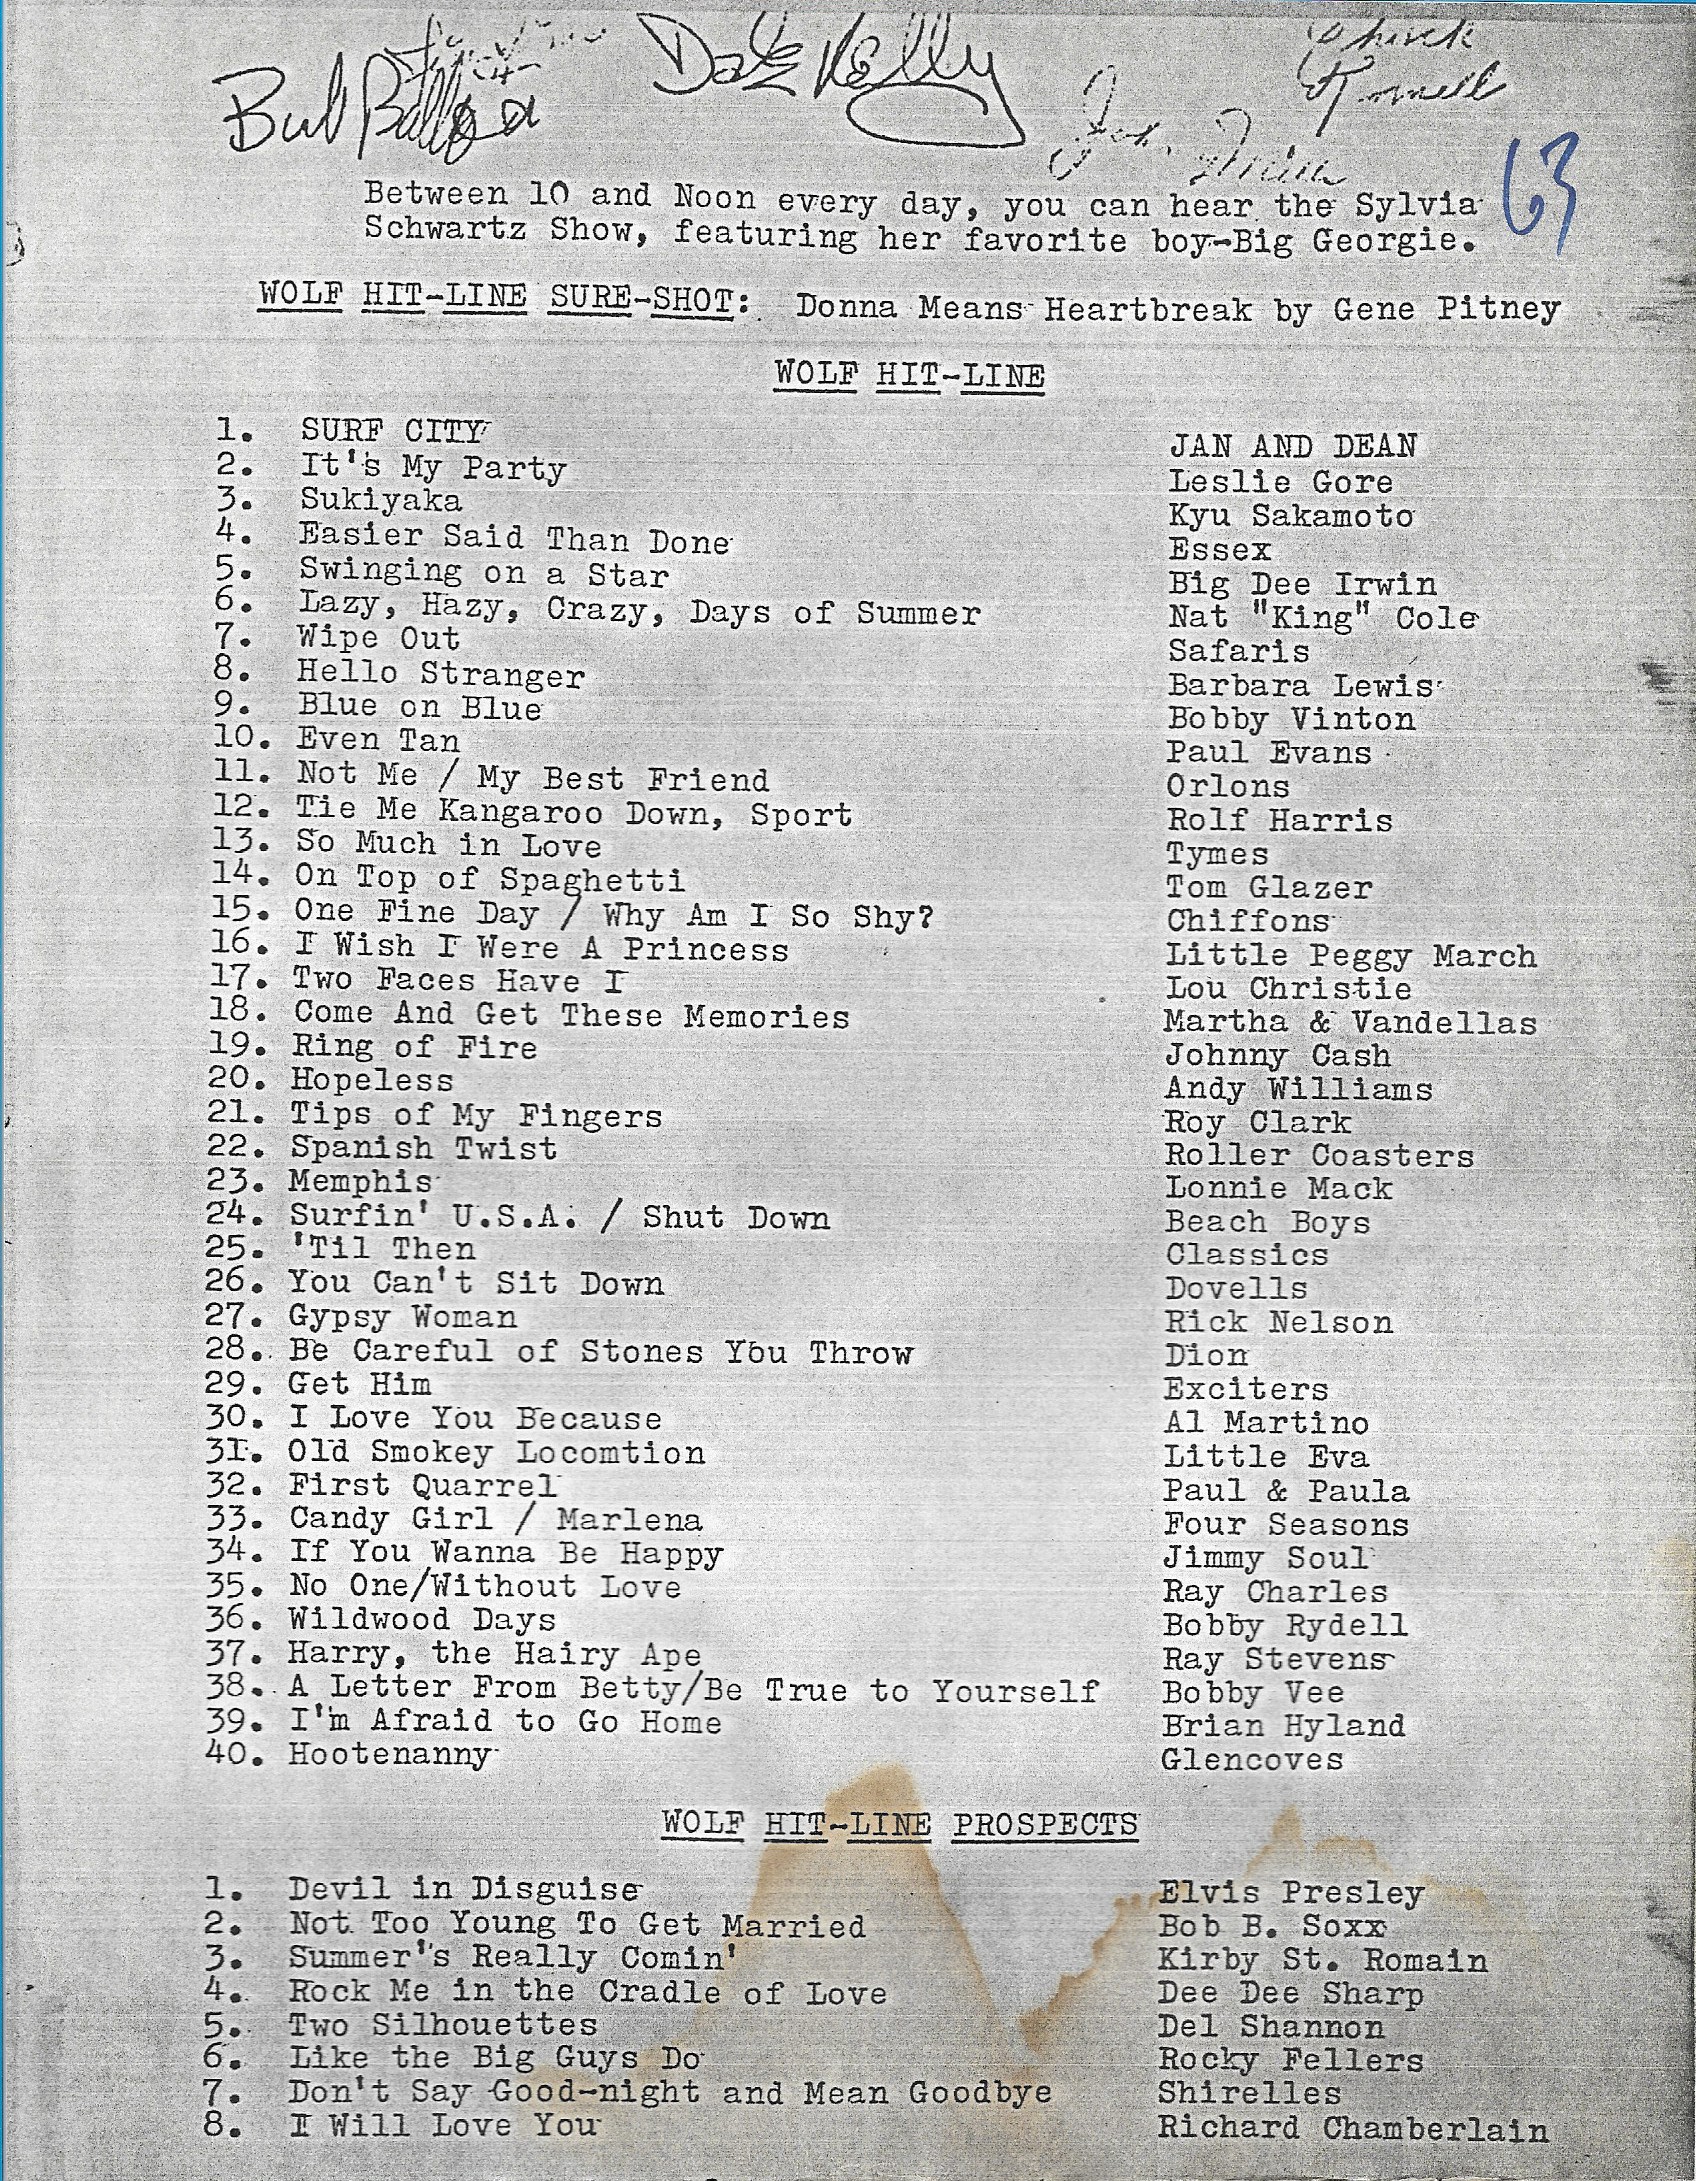 Dale Kelly
Bub
Chuck
63
Between 10 and Noon every day, you can hear the Sylvia
Schwartz Show, featuring her favorite boy-Big Georgie.
WOLF HIT-LINE SURE-SHOT: Donna Means Heartbreak by Gene Pitney
WOLF HIT-LINE
1. SURF CITY JAN AND DEAN
2. It's My Party Leslie Gore
3. Sukiyaka Kyu Sakamoto
4. Easier Said Than Done Essex
5. Swinging on a Star Big Dee Irwin
6. Lazy, Hazy, Crazy, Days of Summer Nat "King" Cole
7. Wipe Out Safaris
8. Hello Stranger Barbara Lewis
9. Blue on Blue Bobby Vinton
10. Even Tan Paul Evans
11. Not Me / My Best Friend Orlons
12. Tie Me Kangaroo Down, Sport Rolf Harris
13. So Much in Love Tymes
14. On Top of Spaghetti Tom Glazer
15. One Fine Day / Why Am I So Shy? Chiffons
16. I Wish I Were A Princess Little Peggy March
17. Two Faces Have I Lou Christie
18. Come And Get These Memories Martha & Vandellas
19. Ring of Fire Johnny Cash
20. Hopeless Andy Williams
21. Tips of My Fingers Roy Clark
22. Spanish Twist Roller Coasters
23. Memphis Lonnie Mack
24. Surfin' U.S.A. / Shut Down Beach Boys
25. 'Til Then Classics
26. You Can't Sit Down Dovells
27. Gypsy Woman Rick Nelson
28. Be Careful of Stones You Throw Dion
29. Get Him Exciters
30. I Love You Because Al Martino
31. Old Smokey Locomtion Little Eva
32. First Quarrel Paul & Paula
33. Candy Girl / Marlena Four Seasons
34. If You Wanna Be Happy Jimmy Soul
35. No One/Without Love Ray Charles
36. Wildwood Days Bobby Rydell
37. Harry, the Hairy Ape Ray Stevens
38. A Letter From Betty/Be True to Yourself Bobby Vee
39. I'm Afraid to Go Home Brian Hyland
40. Hootenanny Glencoves
WOLF HIT-LINE PROSPECTS
1. Devil in Disguise Elvis Presley
2. Not Too Young To Get Married Bob B. Soxx
3. Summer's Really Comin' Kirby St. Romain
4. Rock Me in the Cradle of Love Dee Dee Sharp
5. Two Silhouettes Del Shannon
6. Like the Big Guys Do Rocky Fellers
7. Don't Say Good-night and Mean Goodbye Shirelles
8. I Will Love You Richard Chamberlain